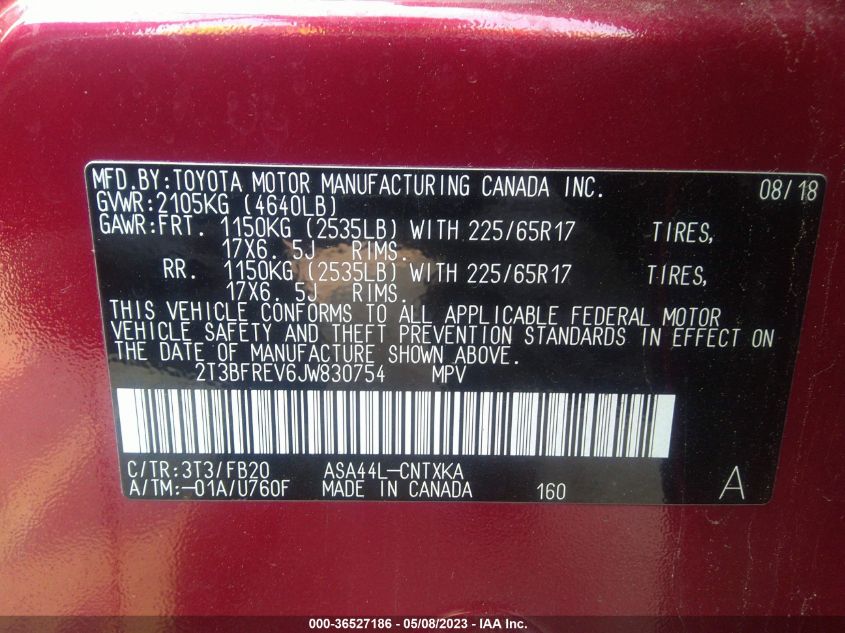 MFD.BY:TOYOTA MOTOR MANUFACTURING CANADA INC. 08/18
GVWR:2105KG (4640LB)
GAWR:FRT. 1150KG (2535LB) WITH 225/65R17 TIRES,
17X6. 5J RIMS.
RR. 1150KG (2535LB) WITH 225/65R17 TIRES,
17X6. 5J RIMS.
THIS VEHICLE CONFORMS TO ALL APPLICABLE FEDERAL MOTOR
VEHICLE SAFETY AND THEFT PREVENTION STANDARDS IN EFFECT ON
THE DATE OF MANUFACTURE SHOWN ABOVE.
2T3BFREV6JW830754 MPV
C/TR:3T3/FB20 ASA44L-CNTXKA
A/TM:-01A/U760F MADE IN CANADA 160 A
000-36527186 - 05/08/2023 - IAA Inc.